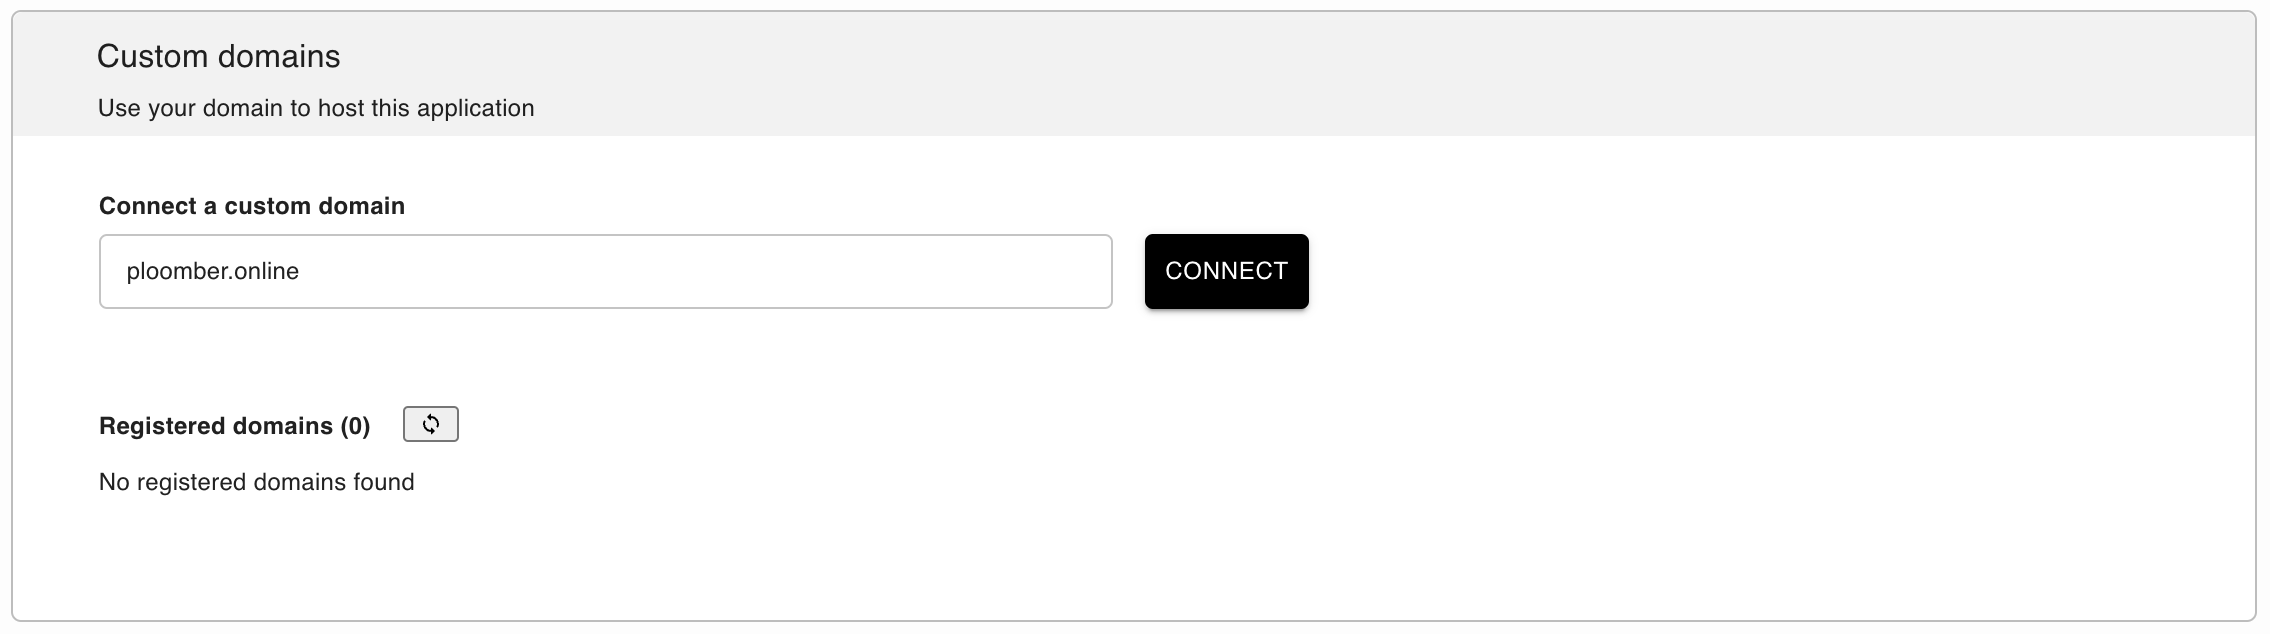 Custom domains
Use your domain to host this application
Connect a custom domain
ploomber.online
CONNECT
Registered domains (0)
No registered domains found